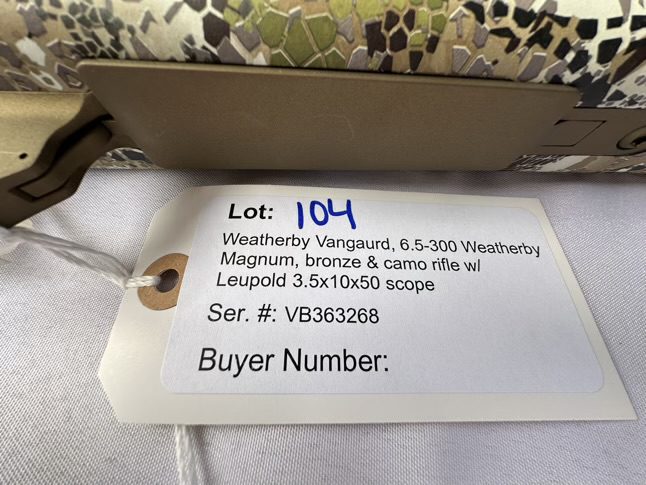 Lot: 104
Weatherby Vangaurd, 6.5-300 Weatherby
Magnum, bronze & camo rifle w/
Leupold 3.5x10x50 scope
Ser. #: VB363268
Buyer Number: